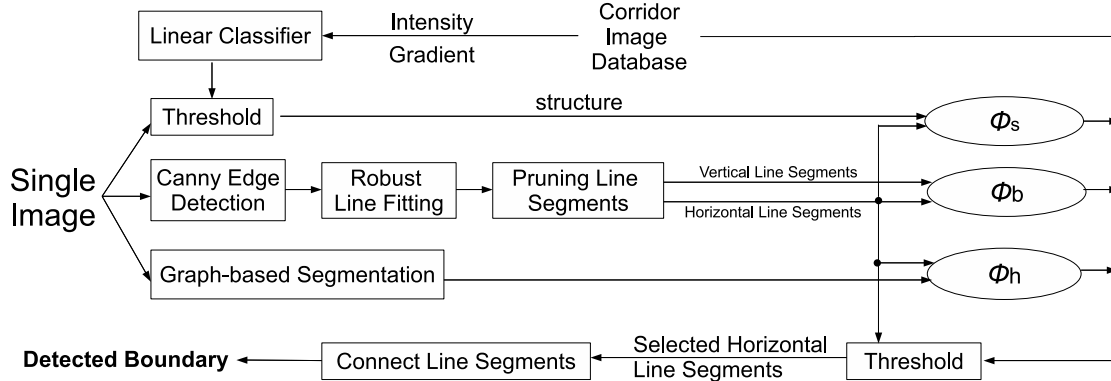 Linear Classifier
Intensity
Gradient
Corridor
Image
Database
Threshold
structure
ϕs
Single
Image
Canny Edge
Detection
Robust
Line Fitting
Pruning Line
Segments
Vertical Line Segments
Horizontal Line Segments
ϕb
Graph-based Segmentation
ϕh
Detected Boundary
Connect Line Segments
Selected Horizontal
Line Segments
Threshold